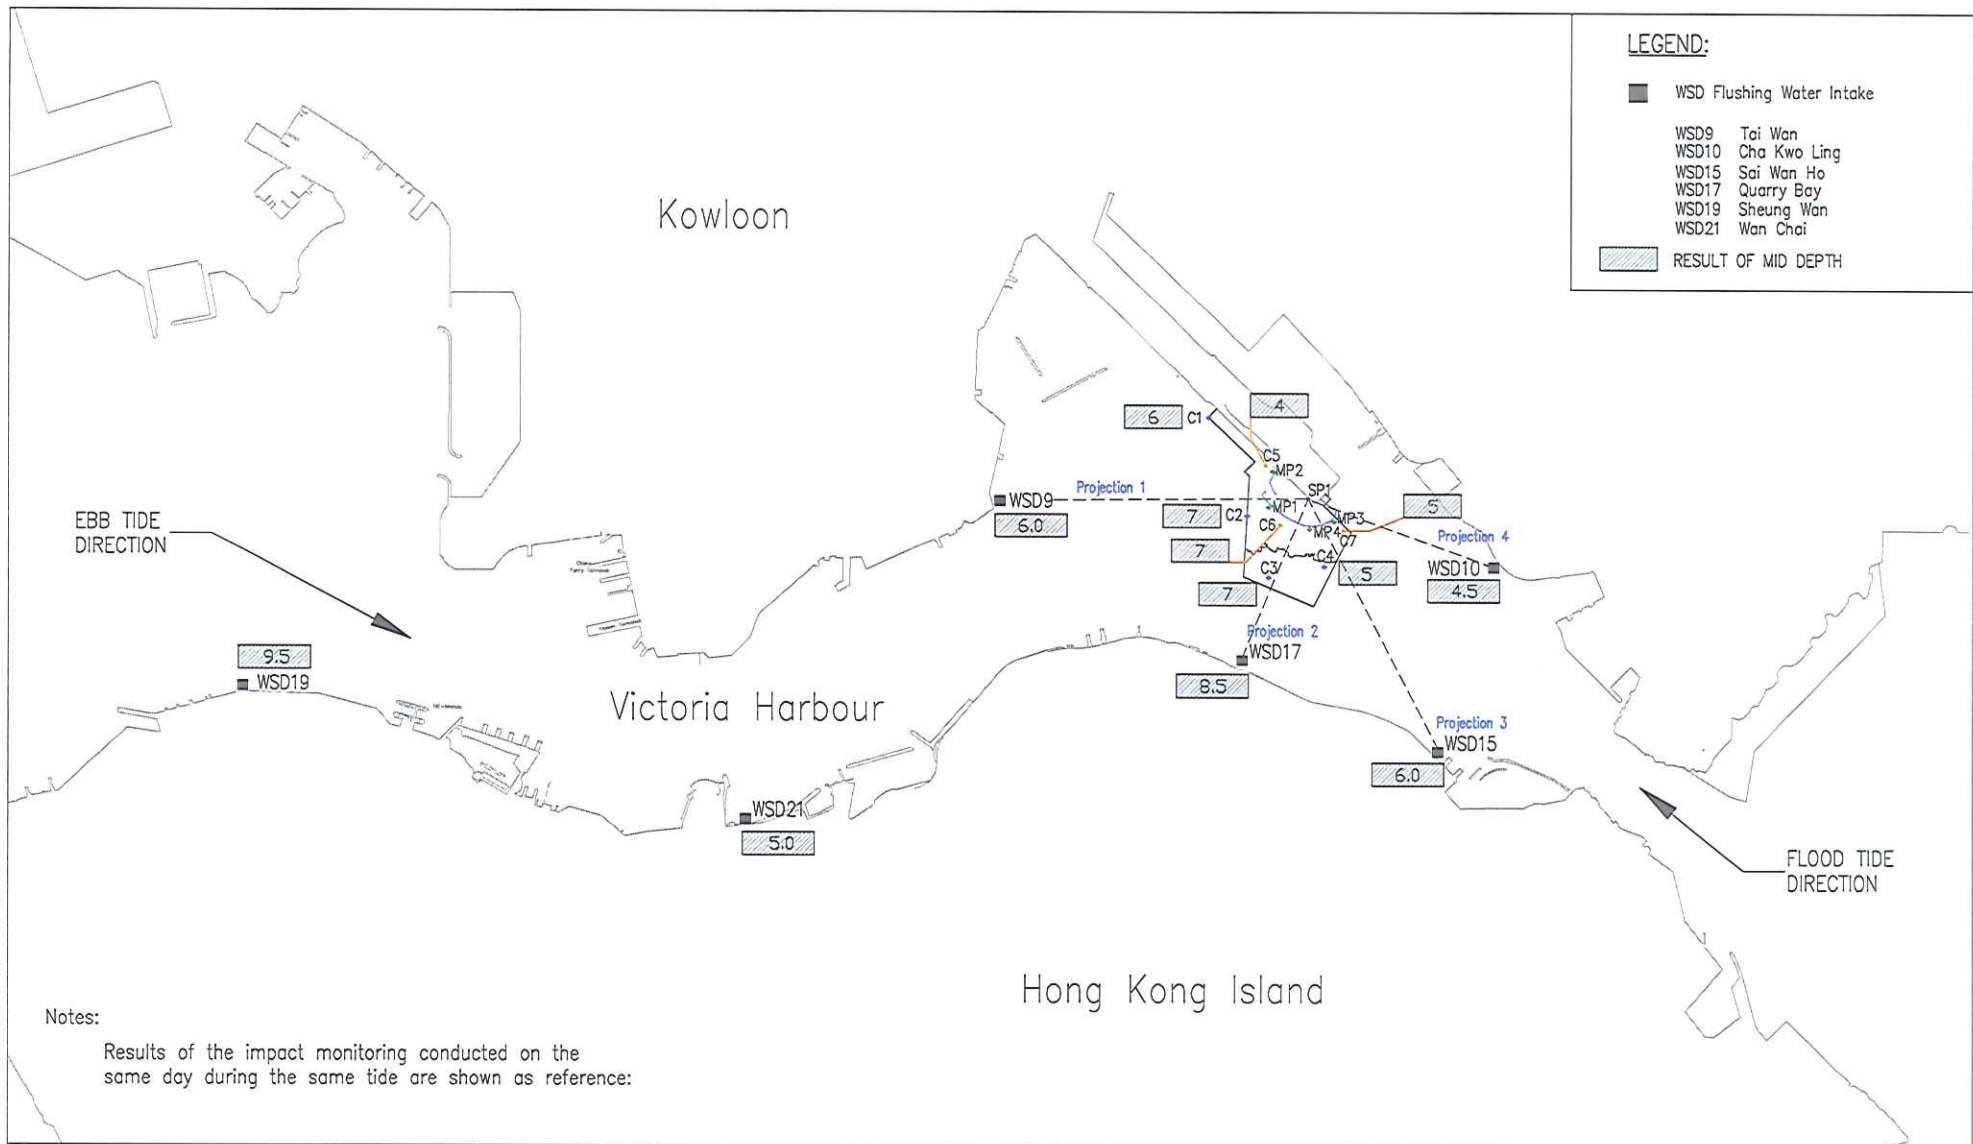 LEGEND:
WSD Flushing Water Intake
WSD9 Tai Wan
WSD10 Cha Kwo Ling
WSD15 Sai Wan Ho
WSD17 Quarry Bay
WSD19 Sheung Wan
WSD21 Wan Chai
RESULT OF MID DEPTH
Kowloon
6
C1
4
C5
MP2
Projection 1
WSD9
6.0
SP1
MP1
7
C2
C6
MP3
MP4
C7
5
Projection 4
7
C4
C3
5
WSD10
4.5
7
EBB TIDE
DIRECTION
Projection 2
WSD17
8.5
9.5
WSD19
Victoria Harbour
Projection 3
WSD15
6.0
WSD21
5.0
FLOOD TIDE
DIRECTION
Hong Kong Island
Notes:
Results of the impact monitoring conducted on the
same day during the same tide are shown as reference: